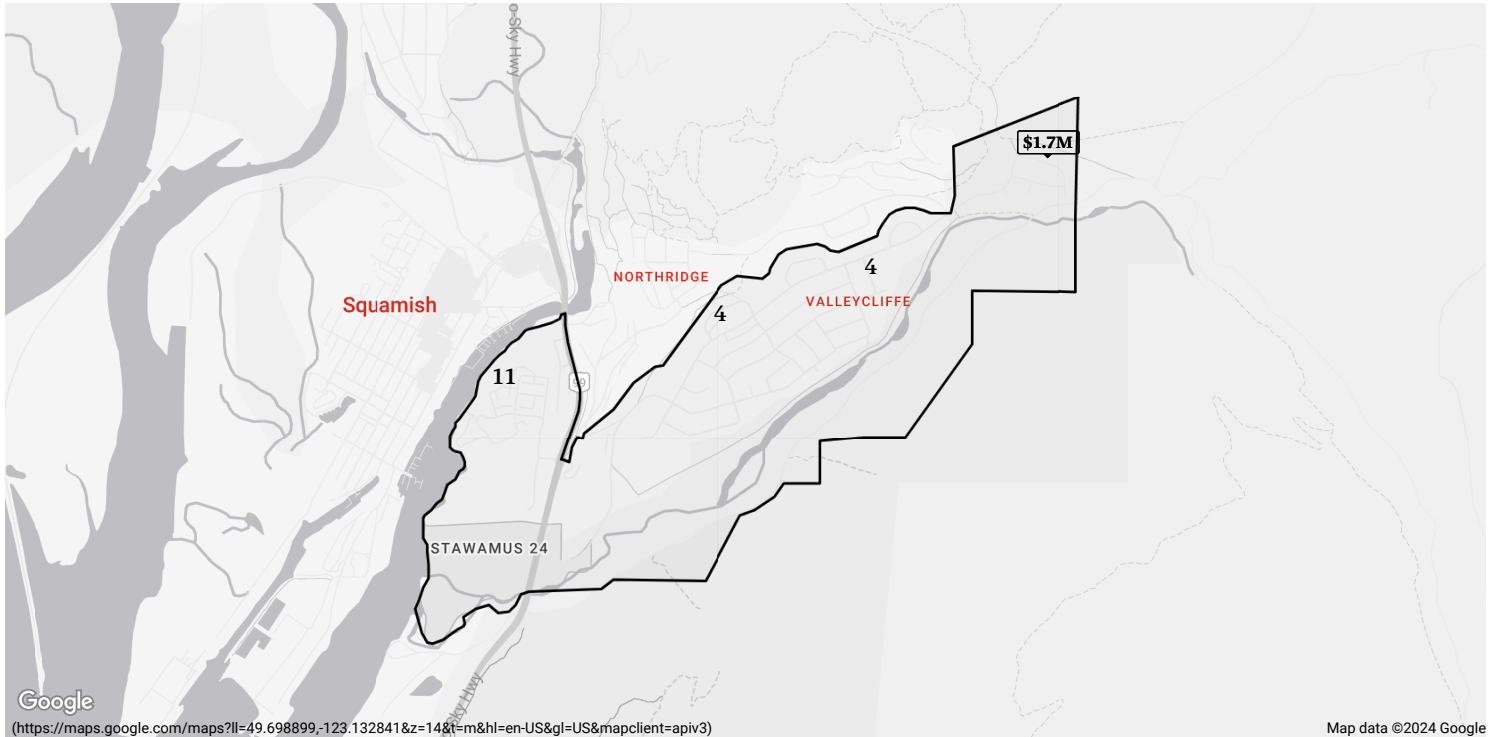 o-Sky Hwy
$1.7M
4
NORTHRIDGE
VALLEYCLIFFE
Squamish
4
11
99
STAWAMUS 24
Sky Hwy
Google
(https://maps.google.com/maps?ll=49.698899,-123.132841&z=14&t=m&hl=en-US&gl=US&mapclient=apiv3)
Map data ©2024 Google